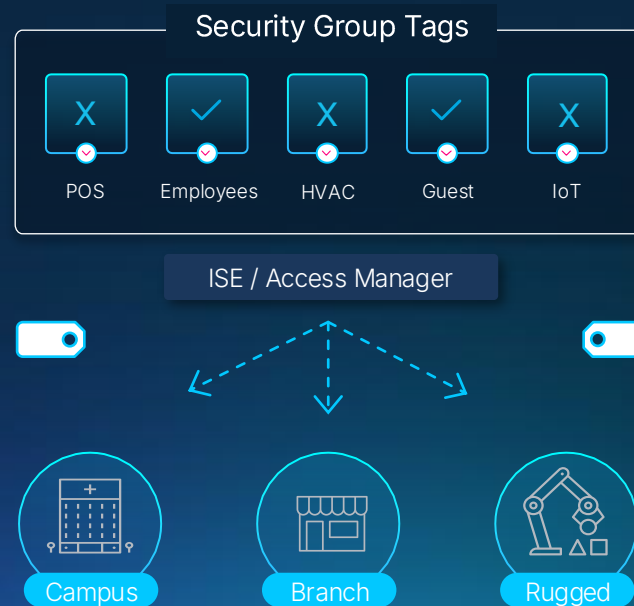 Security Group Tags
X X X
POS Employees HVAC Guest IoT
ISE / Access Manager
Campus Branch Rugged